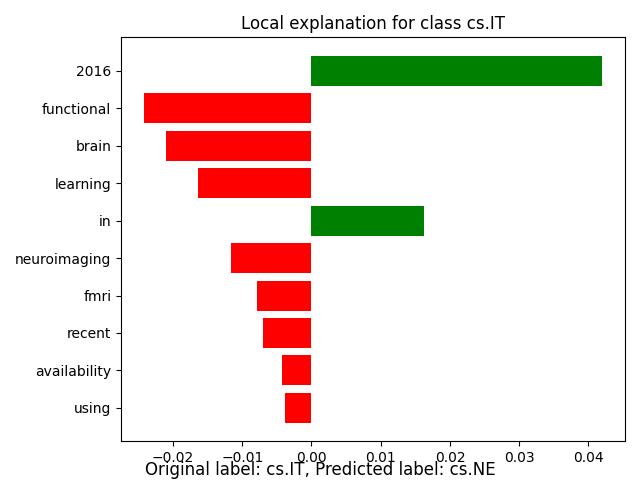 Local explanation for class cs.IT
2016
functional
brain
learning
in
neuroimaging
fmri
recent
availability
using
−0.02 −0.01 0.00 0.01 0.02 0.03 0.04
Original label: cs.IT, Predicted label: cs.NE